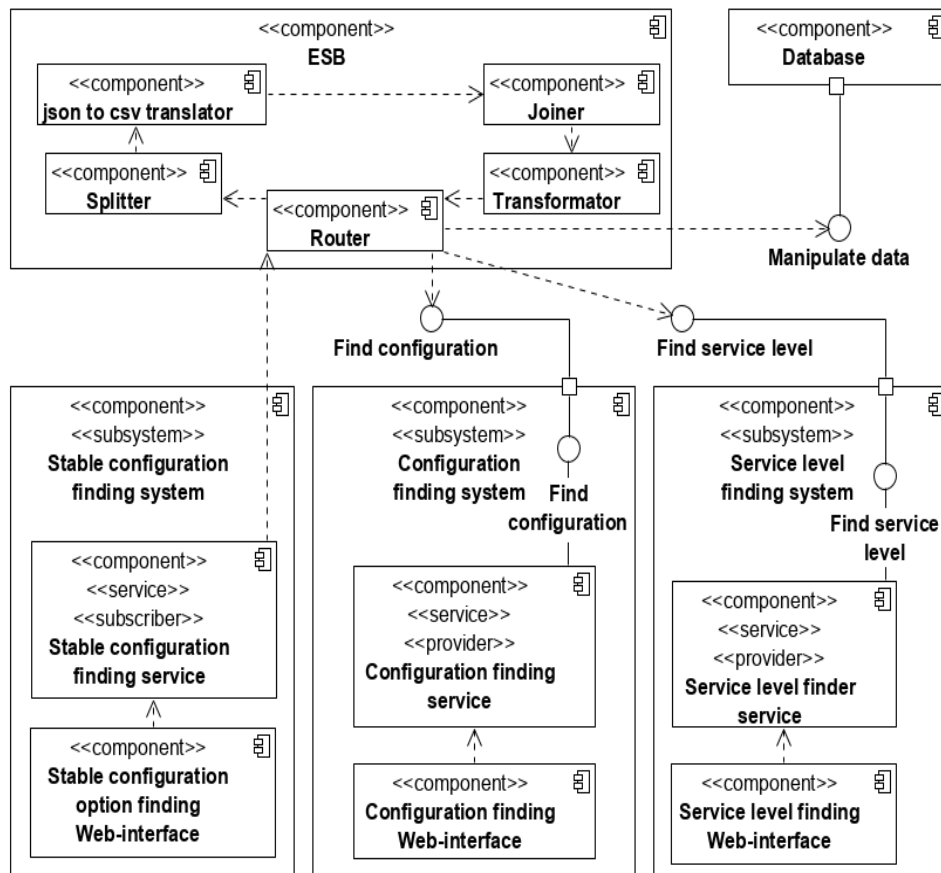 <<component>>
ESB
<<component>>
json to csv translator
<<component>>
Joiner
<<component>>
Splitter
<<component>>
Transformator
<<component>>
Router
<<component>>
Database
Manipulate data
Find configuration
Find service level
<<component>>
<<subsystem>>
Stable configuration
finding system
<<component>>
<<service>>
<<subscriber>>
Stable configuration
finding service
<<component>>
Stable configuration
option finding
Web-interface
<<component>>
<<subsystem>>
Configuration
finding system
Find
configuration
<<component>>
<<service>>
<<provider>>
Configuration finding
service
<<component>>
Configuration finding
Web-interface
<<component>>
<<subsystem>>
Service level
finding system
Find service
level
<<component>>
<<service>>
<<provider>>
Service level finder
service
<<component>>
Service level finding
Web-interface